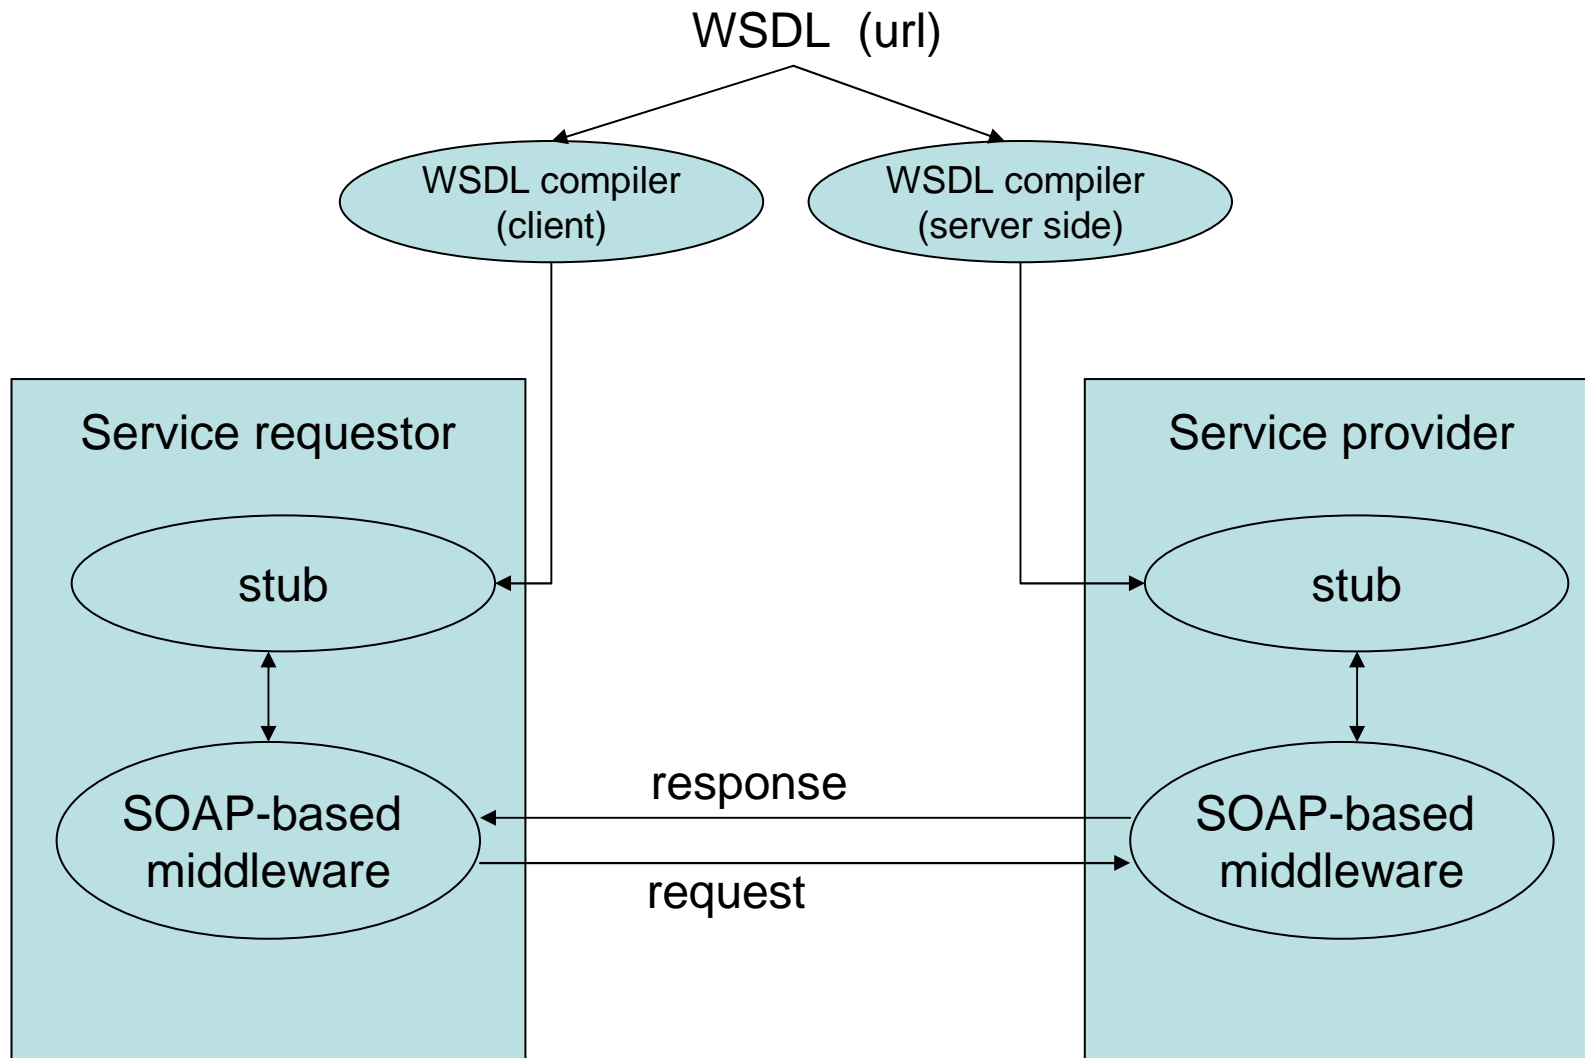 WSDL (url)
WSDL compiler
(client)
WSDL compiler
(server side)
Service requestor
Service provider
stub
stub
response
SOAP-based
middleware
SOAP-based
middleware
request